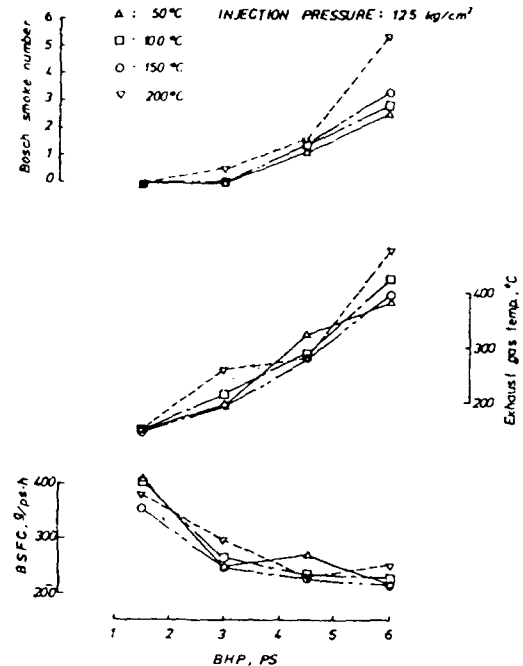 △ : 50 °C INJECTION PRESSURE : 125 kg/cm²
□ · 100 °C
○ · 150 °C
▽ · 200 °C
Bosch smoke number
6
5
4
3
2
1
0
Exhaust gas temp., °C
400
300
200
BSFC, g/ps·h
400
300
200
1 2 3 4 5 6
BHP, PS